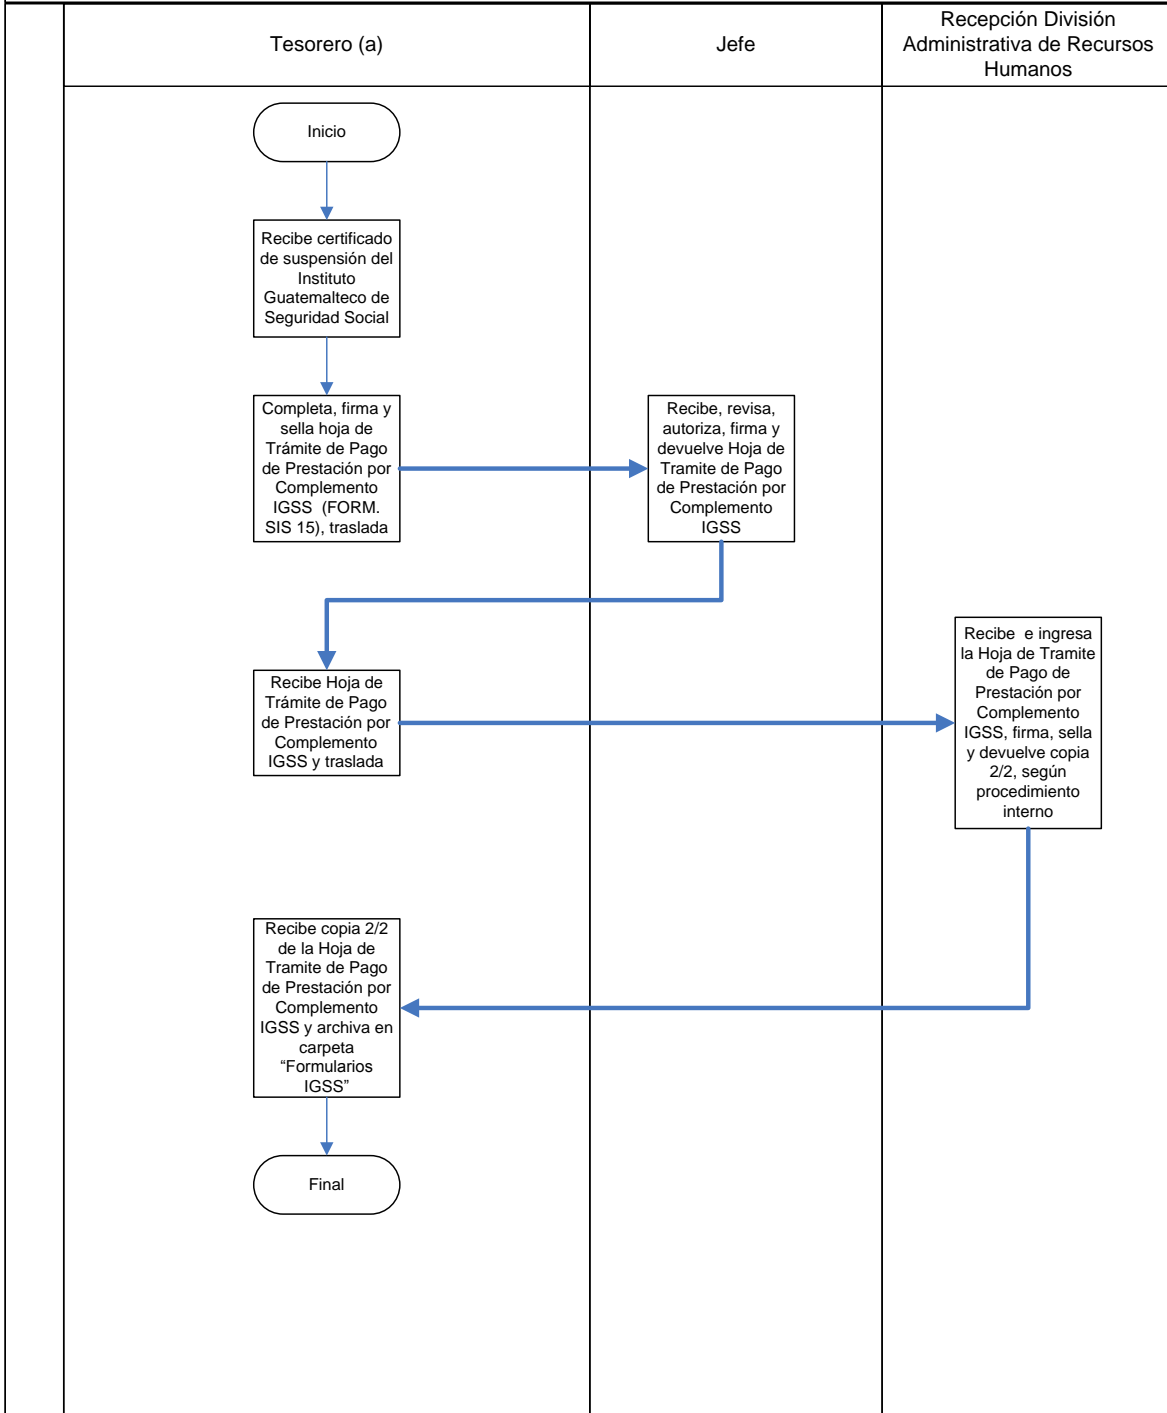 Tesorero (a)
Jefe
Recepción División
Administrativa de Recursos
Humanos
Inicio
Recibe certificado
de suspensión del
Instituto
Guatemalteco de
Seguridad Social
Completa, firma y
sella hoja de
Trámite de Pago
de Prestación por
Complemento
IGSS (FORM.
SIS 15), traslada
Recibe, revisa,
autoriza, firma y
devuelve Hoja de
Tramite de Pago
de Prestación por
Complemento
IGSS
Recibe Hoja de
Trámite de Pago
de Prestación por
Complemento
IGSS y traslada
Recibe e ingresa
la Hoja de Tramite
de Pago de
Prestación por
Complemento
IGSS, firma, sella
y devuelve copia
2/2, según
procedimiento
interno
Recibe copia 2/2
de la Hoja de
Tramite de Pago
de Prestación por
Complemento
IGSS y archiva en
carpeta
“Formularios
IGSS”
Final